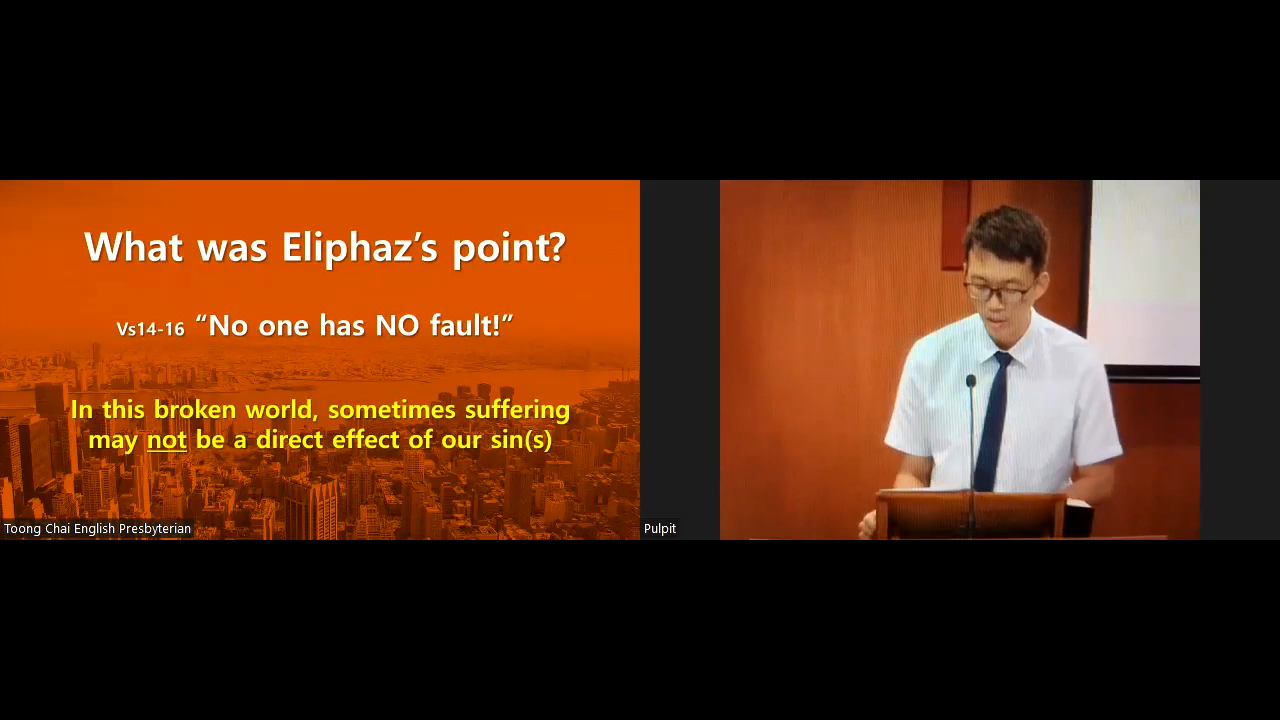 What was Eliphaz’s point?
Vs14-16 “No one has NO fault!”
In this broken world, sometimes suffering
may not be a direct effect of our sin(s)
Toong Chai English Presbyterian
Pulpit